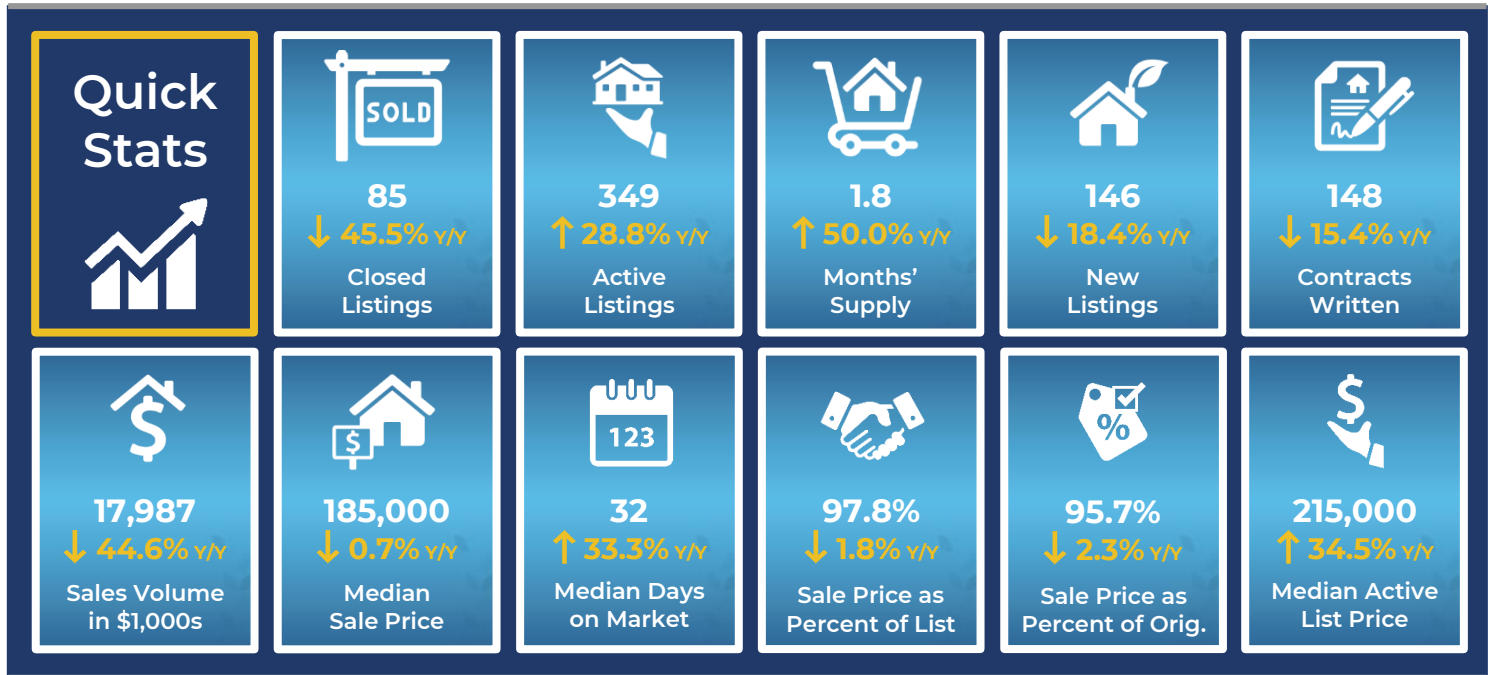 Quick
Stats
SOLD
85
↓ 45.5% Y/Y
Closed
Listings
349
↑ 28.8% Y/Y
Active
Listings
1.8
↑ 50.0% Y/Y
Months’
Supply
146
↓ 18.4% Y/Y
New
Listings
148
↓ 15.4% Y/Y
Contracts
Written
$
17,987
↓ 44.6% Y/Y
Sales Volume
in $1,000s
$
185,000
↓ 0.7% Y/Y
Median
Sale Price
123
32
↑ 33.3% Y/Y
Median Days
on Market
97.8%
↓ 1.8% Y/Y
Sale Price as
Percent of List
%
95.7%
↓ 2.3% Y/Y
Sale Price as
Percent of Orig.
$
215,000
↑ 34.5% Y/Y
Median Active
List Price